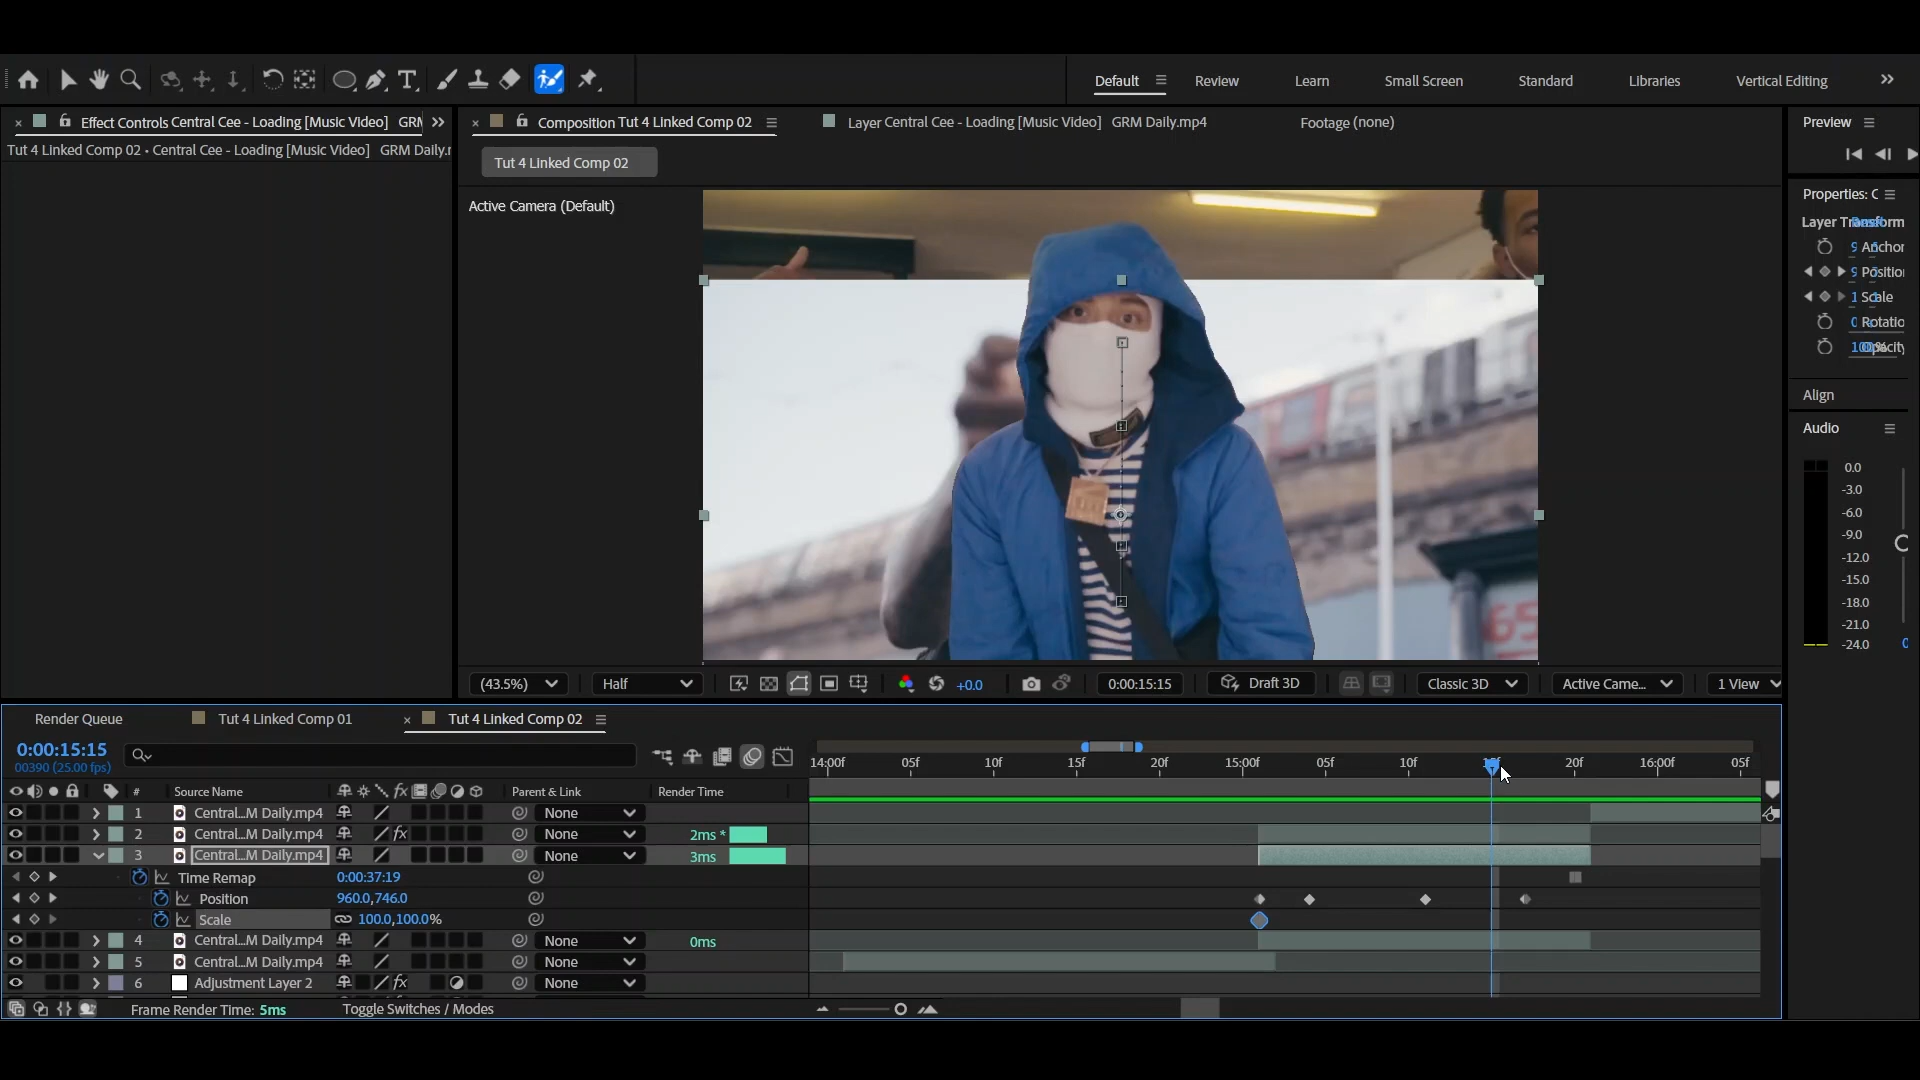 Default
Review
Learn
Small Screen
Standard
Libraries
Vertical Editing
Effect Controls Central Cee - Loading [Music Video] GRM
Composition Tut 4 Linked Comp 02
Layer Central Cee - Loading [Music Video] GRM Daily.mp4
Footage (none)
Preview
Tut 4 Linked Comp 02 • Central Cee - Loading [Music Video] GRM Daily.m
Tut 4 Linked Comp 02
Properties: C
Active Camera (Default)
Anchor
Position
Scale
Rotatio
Opacity
Align
Audio
0.0
-3.0
-6.0
-9.0
-12.0
-15.0
-18.0
-21.0
-24.0
0
65
(43.5%)
Half
+0.0
0:00:15:15
Draft 3D
Classic 3D
Active Came...
1 View
Render Queue
Tut 4 Linked Comp 01
Tut 4 Linked Comp 02
0:00:15:15
00390 (25.00 fps)
14:00f 05f 10f 15f 20f 15:00f 05f 10f 20f 16:00f 05f
# Source Name fx Parent & Link Render Time
1 Central...M Daily.mp4 None
2 Central...M Daily.mp4 fx None 2ms *
3 Central...M Daily.mp4 None 3ms
Time Remap 0:00:37:19
Position 960.0,746.0
Scale 100.0,100.0%
4 Central...M Daily.mp4 None 0ms
5 Central...M Daily.mp4 None
6 Adjustment Layer 2 fx None
Frame Render Time: 5ms Toggle Switches / Modes